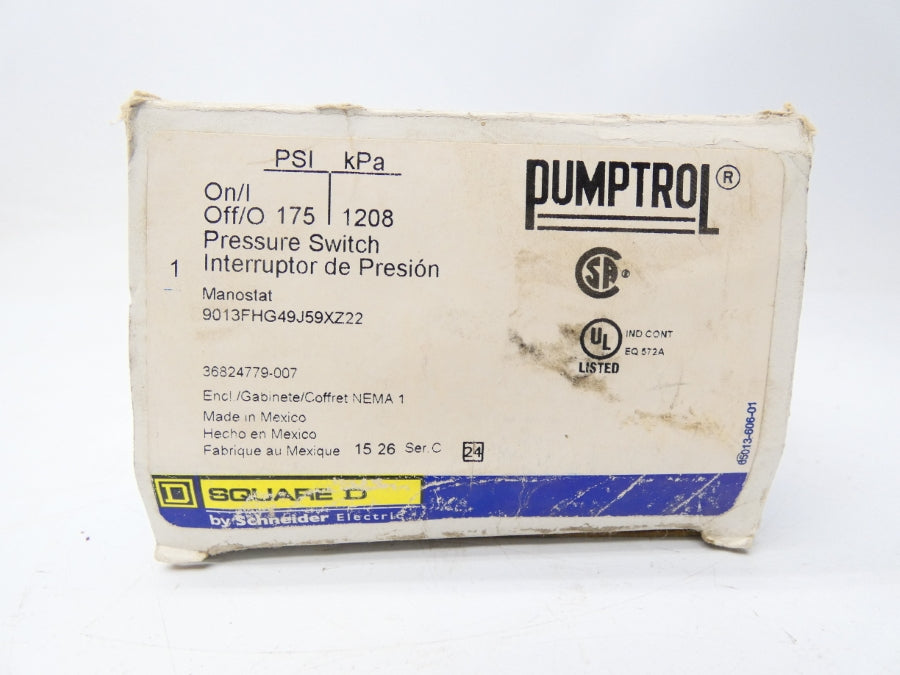 PSI kPa
On/I
Off/O 175 1208
Pressure Switch
1 Interruptor de Presión
Manostat
9013FHG49J59XZ22
36824779-007
Encl./Gabinete/Coffret NEMA 1
Made in Mexico
Hecho en Mexico
Fabrique au Mexique 15 26 Ser. C 24
PUMPTROL ®
SA ®
UL IND CONT
EQ 572A
LISTED
65013-606-01
D SQUARE D
by Schneider Electric